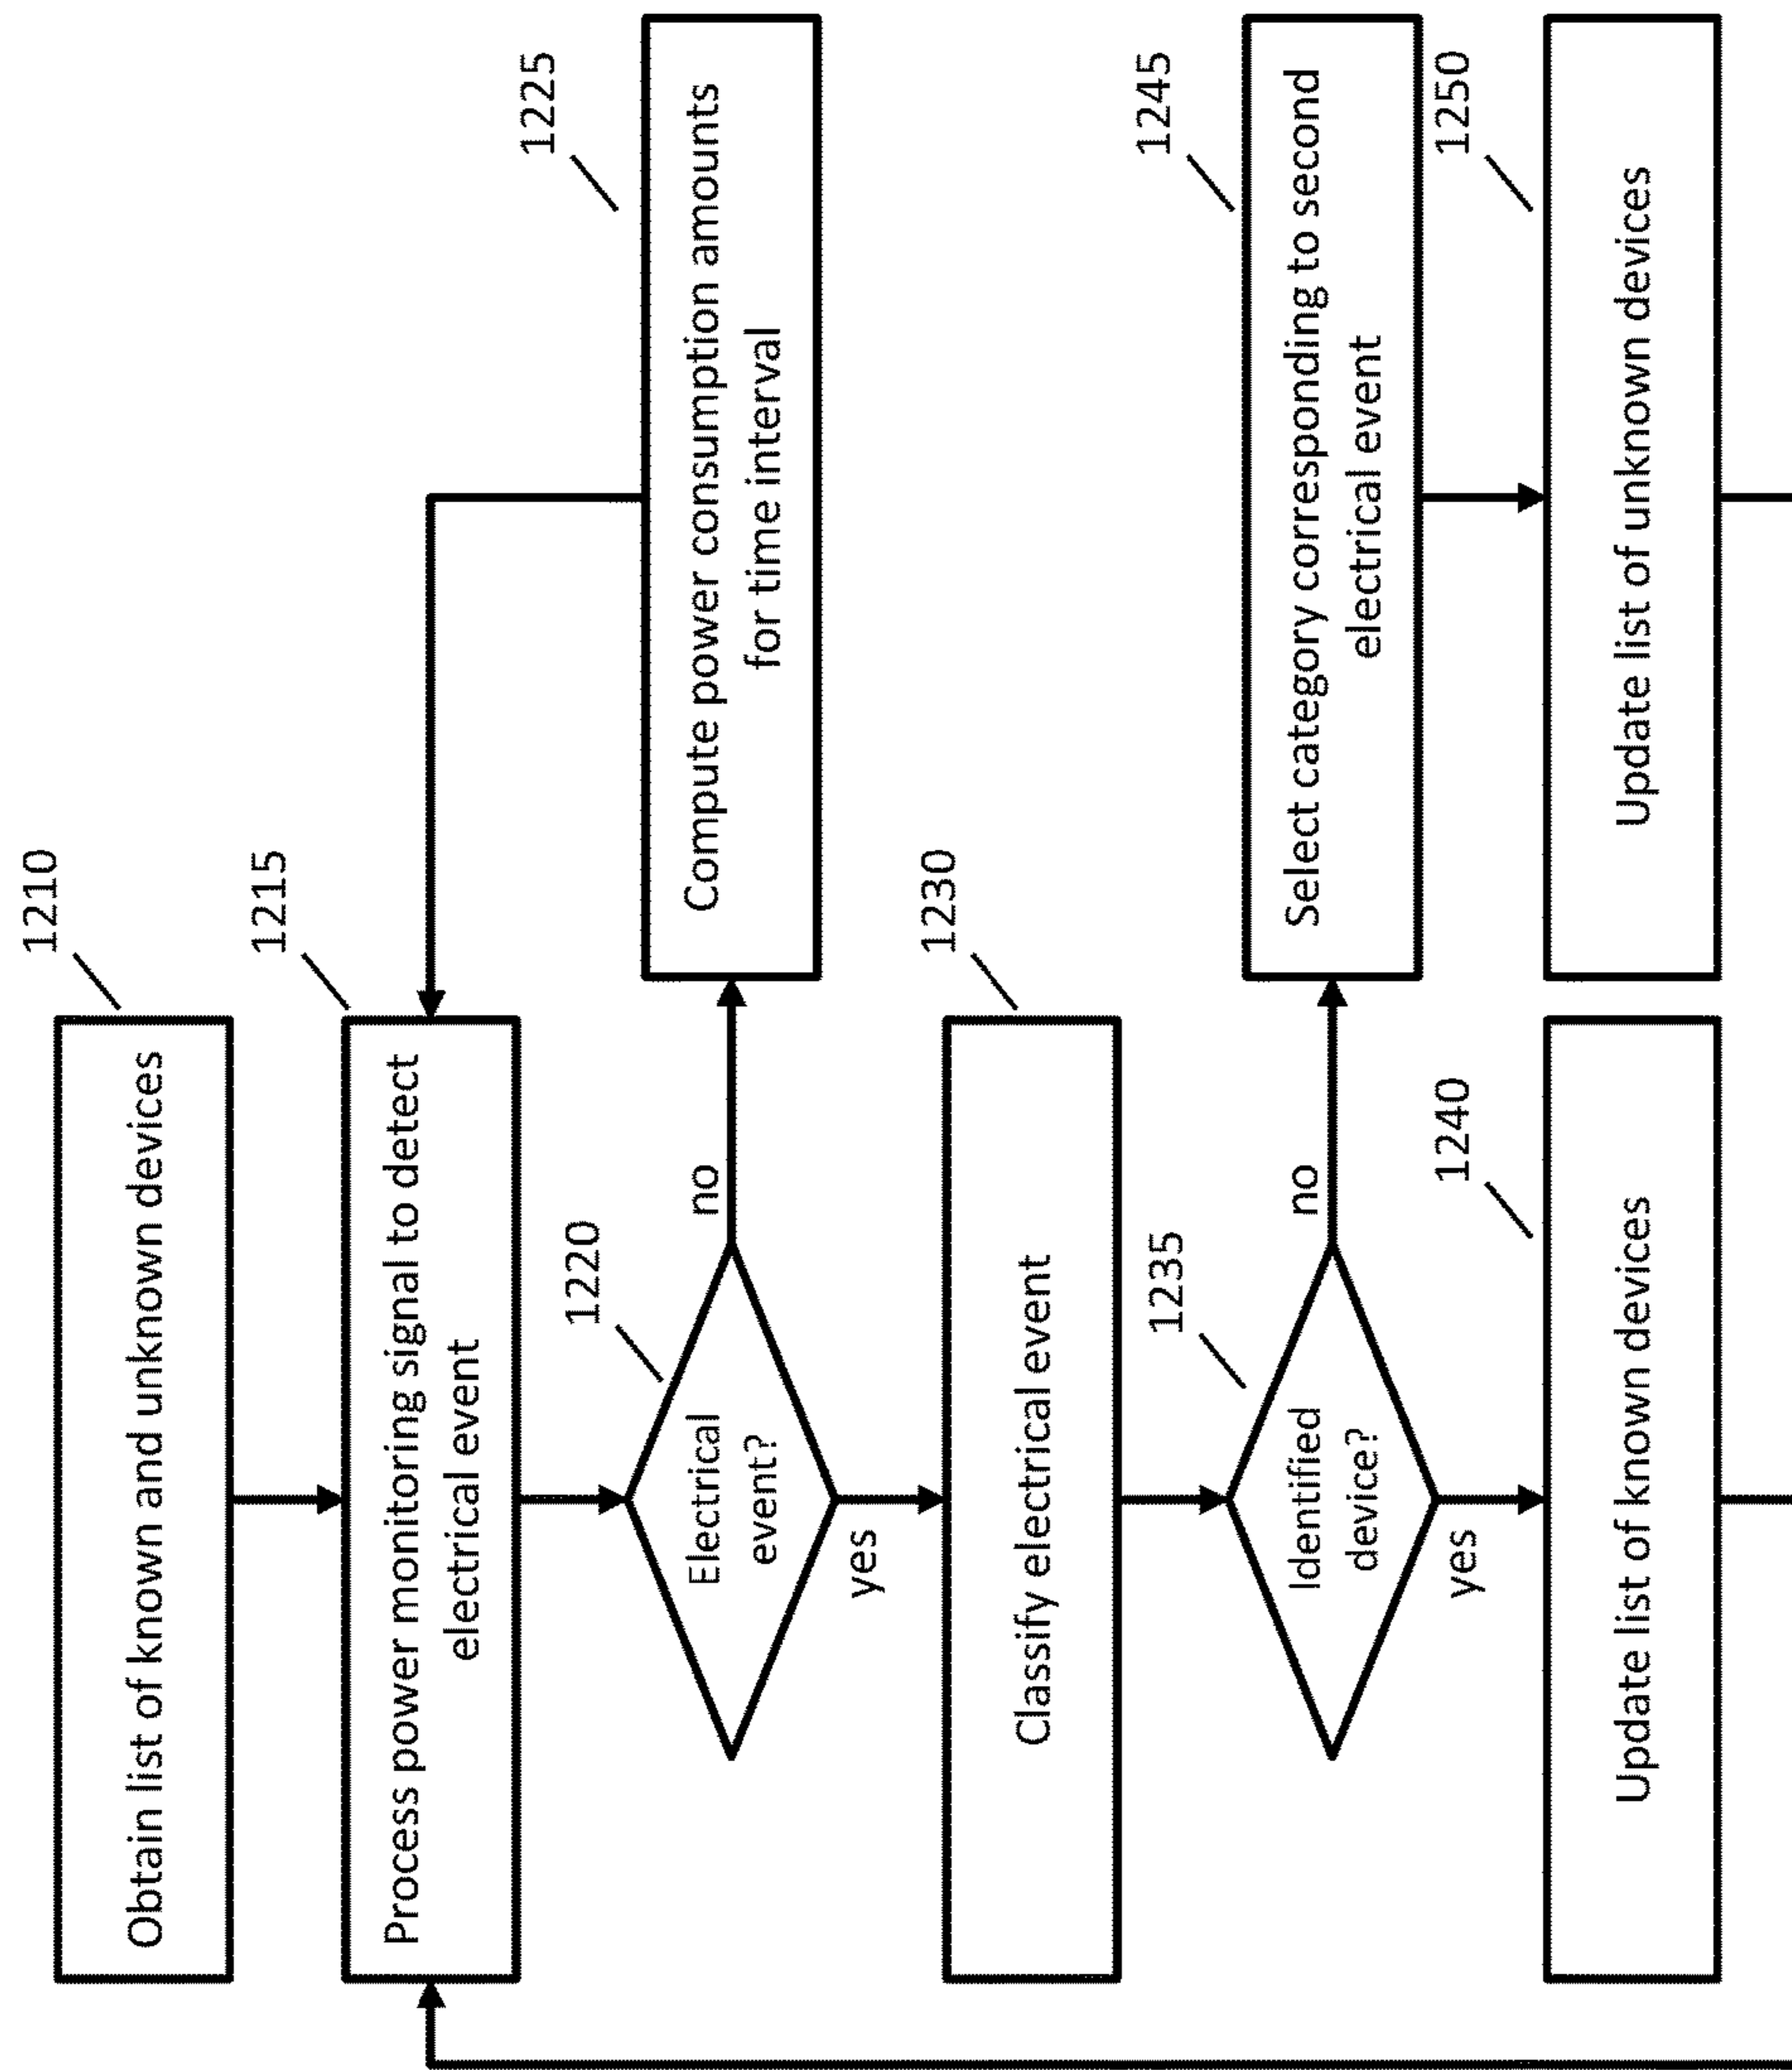 1210
Obtain list of known and unknown devices
1215
Process power monitoring signal to detect
electrical event
1220
Electrical
event?
no
yes
1225
Compute power consumption amounts
for time interval
1230
Classify electrical event
1235
Identified
device?
no
yes
1245
Select category corresponding to second
electrical event
1240
Update list of known devices
1250
Update list of unknown devices